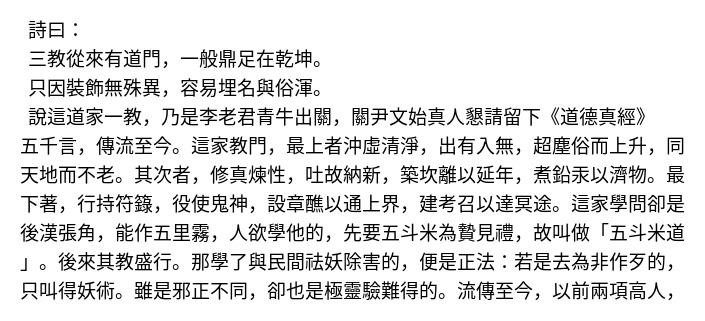 詩曰：
三教從來有道門，一般鼎足在乾坤。
只因裝飾無殊異，容易埋名與俗渾。
說這道家一教，乃是李老君青牛出關，關尹文始真人懇請留下《道德真經》
五千言，傳流至今。這家教門，最上者沖虛清淨，出有入無，超塵俗而上升，同
天地而不老。其次者，修真煉性，吐故納新，築坎離以延年，煮鉛汞以濟物。最
下著，行持符籙，役使鬼神，設章醮以通上界，建考召以達冥途。這家學問卻是
後漢張角，能作五里霧，人欲學他的，先要五斗米為贄見禮，故叫做「五斗米道
」。後來其教盛行。那學了與民間祛妖除害的，便是正法：若是去為非作歹的，
只叫得妖術。雖是邪正不同，卻也是極靈驗難得的。流傳至今，以前兩項高人，